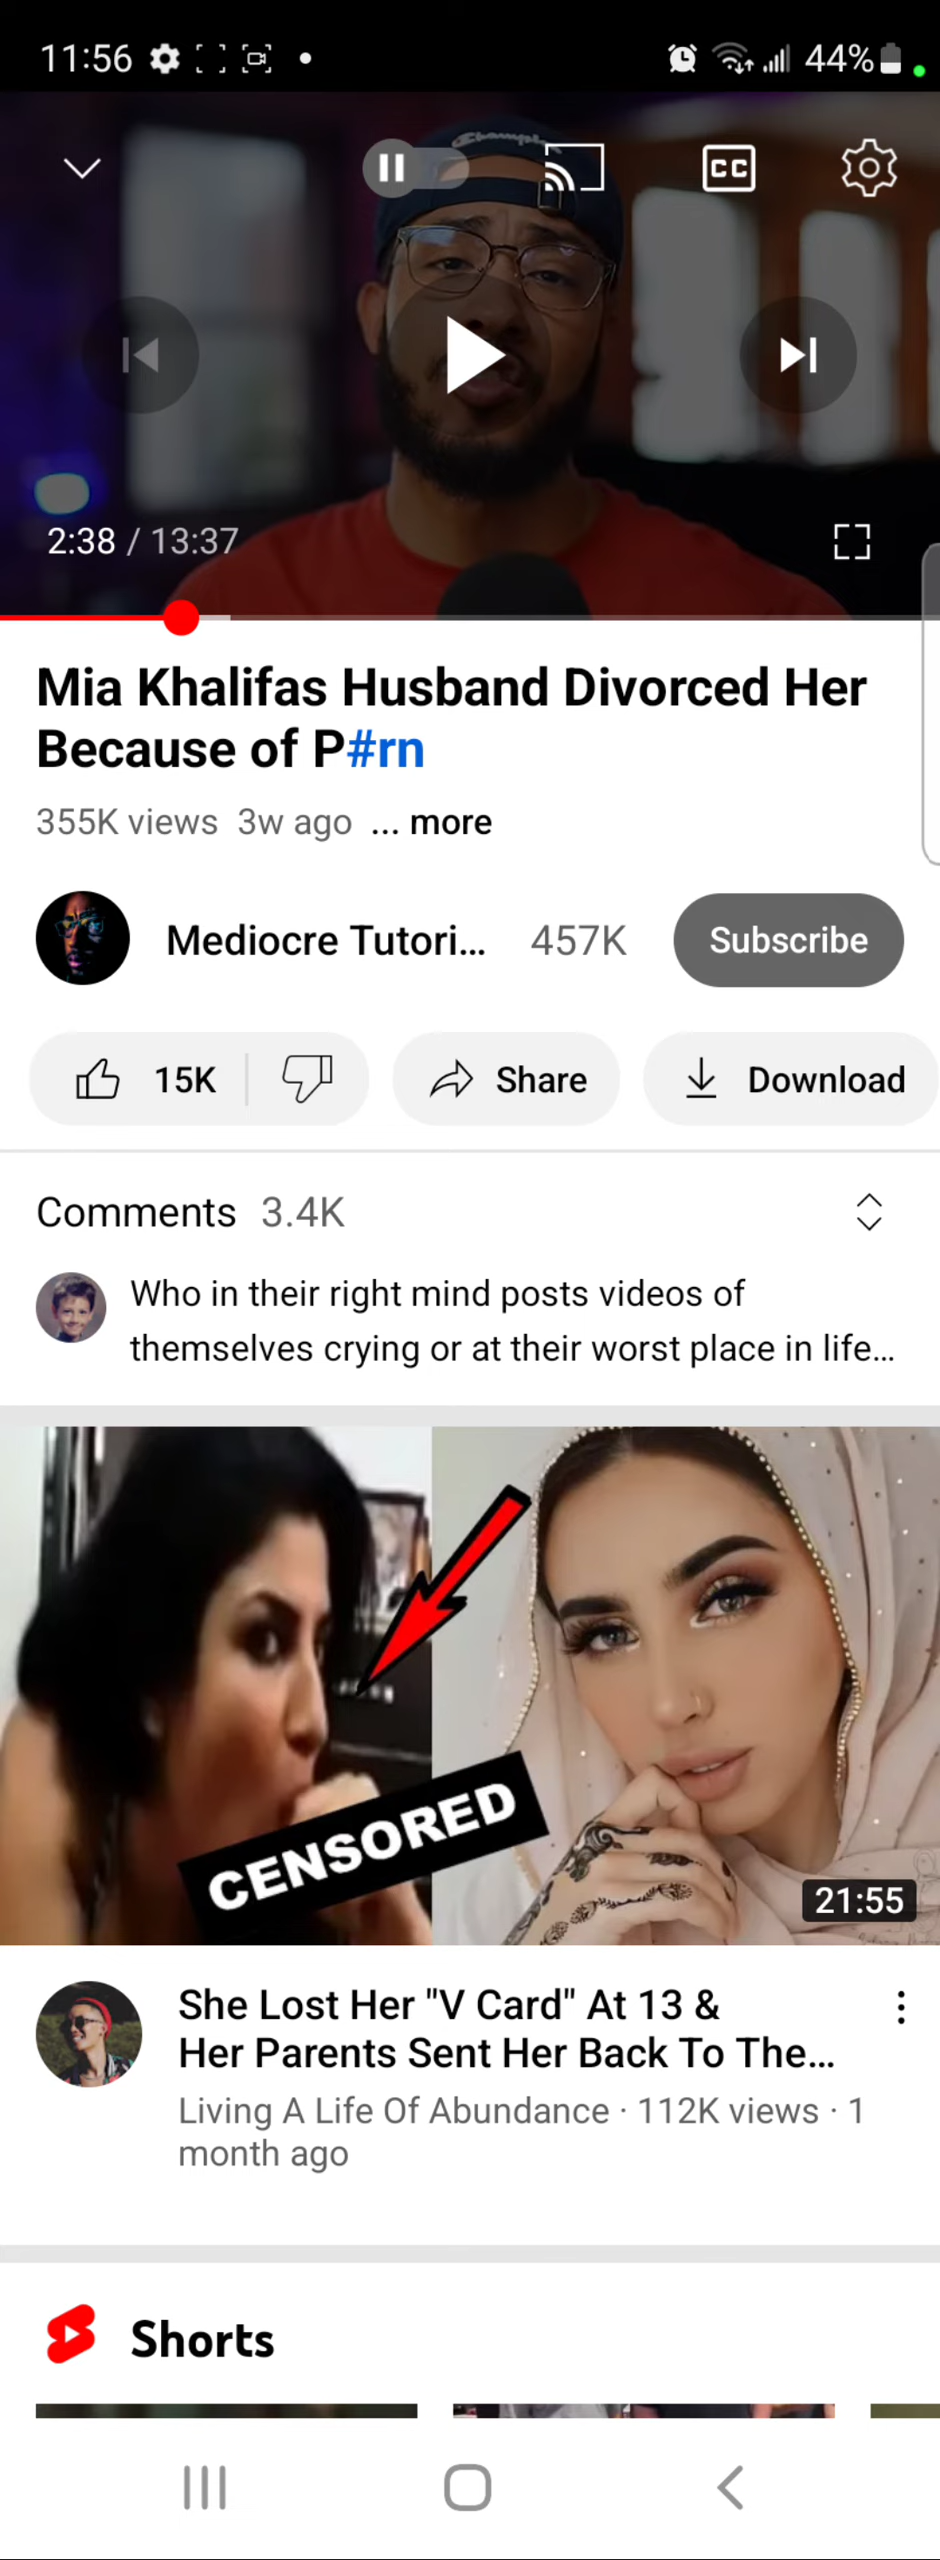 11:56
44%
Champi
CC
2:38 / 13:37
Mia Khalifas Husband Divorced Her
Because of P#rn
355K views 3w ago ... more
Mediocre Tutori... 457K Subscribe
15K Share Download
Comments 3.4K
Who in their right mind posts videos of
themselves crying or at their worst place in life...
CENSORED
21:55
She Lost Her "V Card" At 13 &
Her Parents Sent Her Back To The...
Living A Life Of Abundance · 112K views · 1
month ago
Shorts